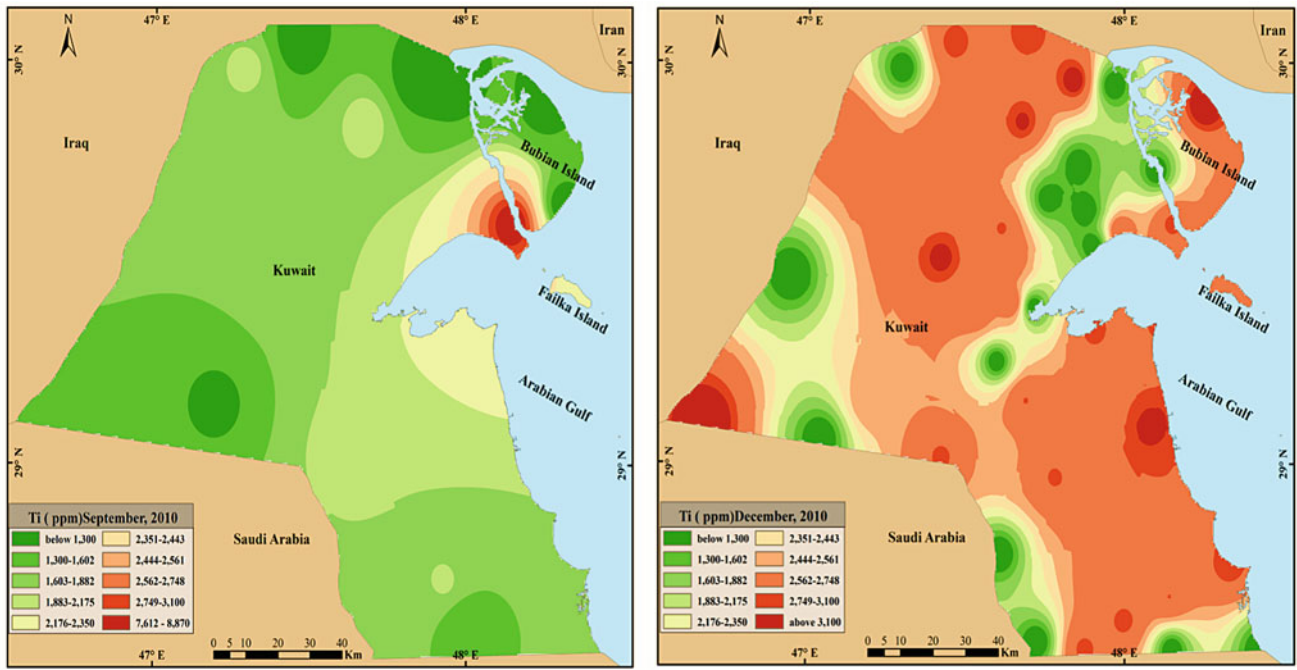 47° E
48° E
N
Iran
30° N
30° N
Iraq
Bubian Island
Kuwait
Failka Island
Arabian Gulf
29° N
29° N
Saudi Arabia
Ti ( ppm)September, 2010
below 1,300
2,351-2,443
1,300-1,602
2,444-2,561
1,603-1,882
2,562-2,748
1,883-2,175
2,749-3,100
2,176-2,350
7,612 - 8,870
0 5 10 20 30 40
Km
47° E
48° E
47° E
48° E
N
Iran
30° N
30° N
Iraq
Bubian Island
Failka Island
Kuwait
Arabian Gulf
29° N
29° N
Saudi Arabia
Ti ( ppm)December, 2010
below 1,300
2,351-2,443
1,300-1,602
2,444-2,561
1,603-1,882
2,562-2,748
1,883-2,175
2,749-3,100
2,176-2,350
above 3,100
0 5 10 20 30 40
Km
47° E
48° E